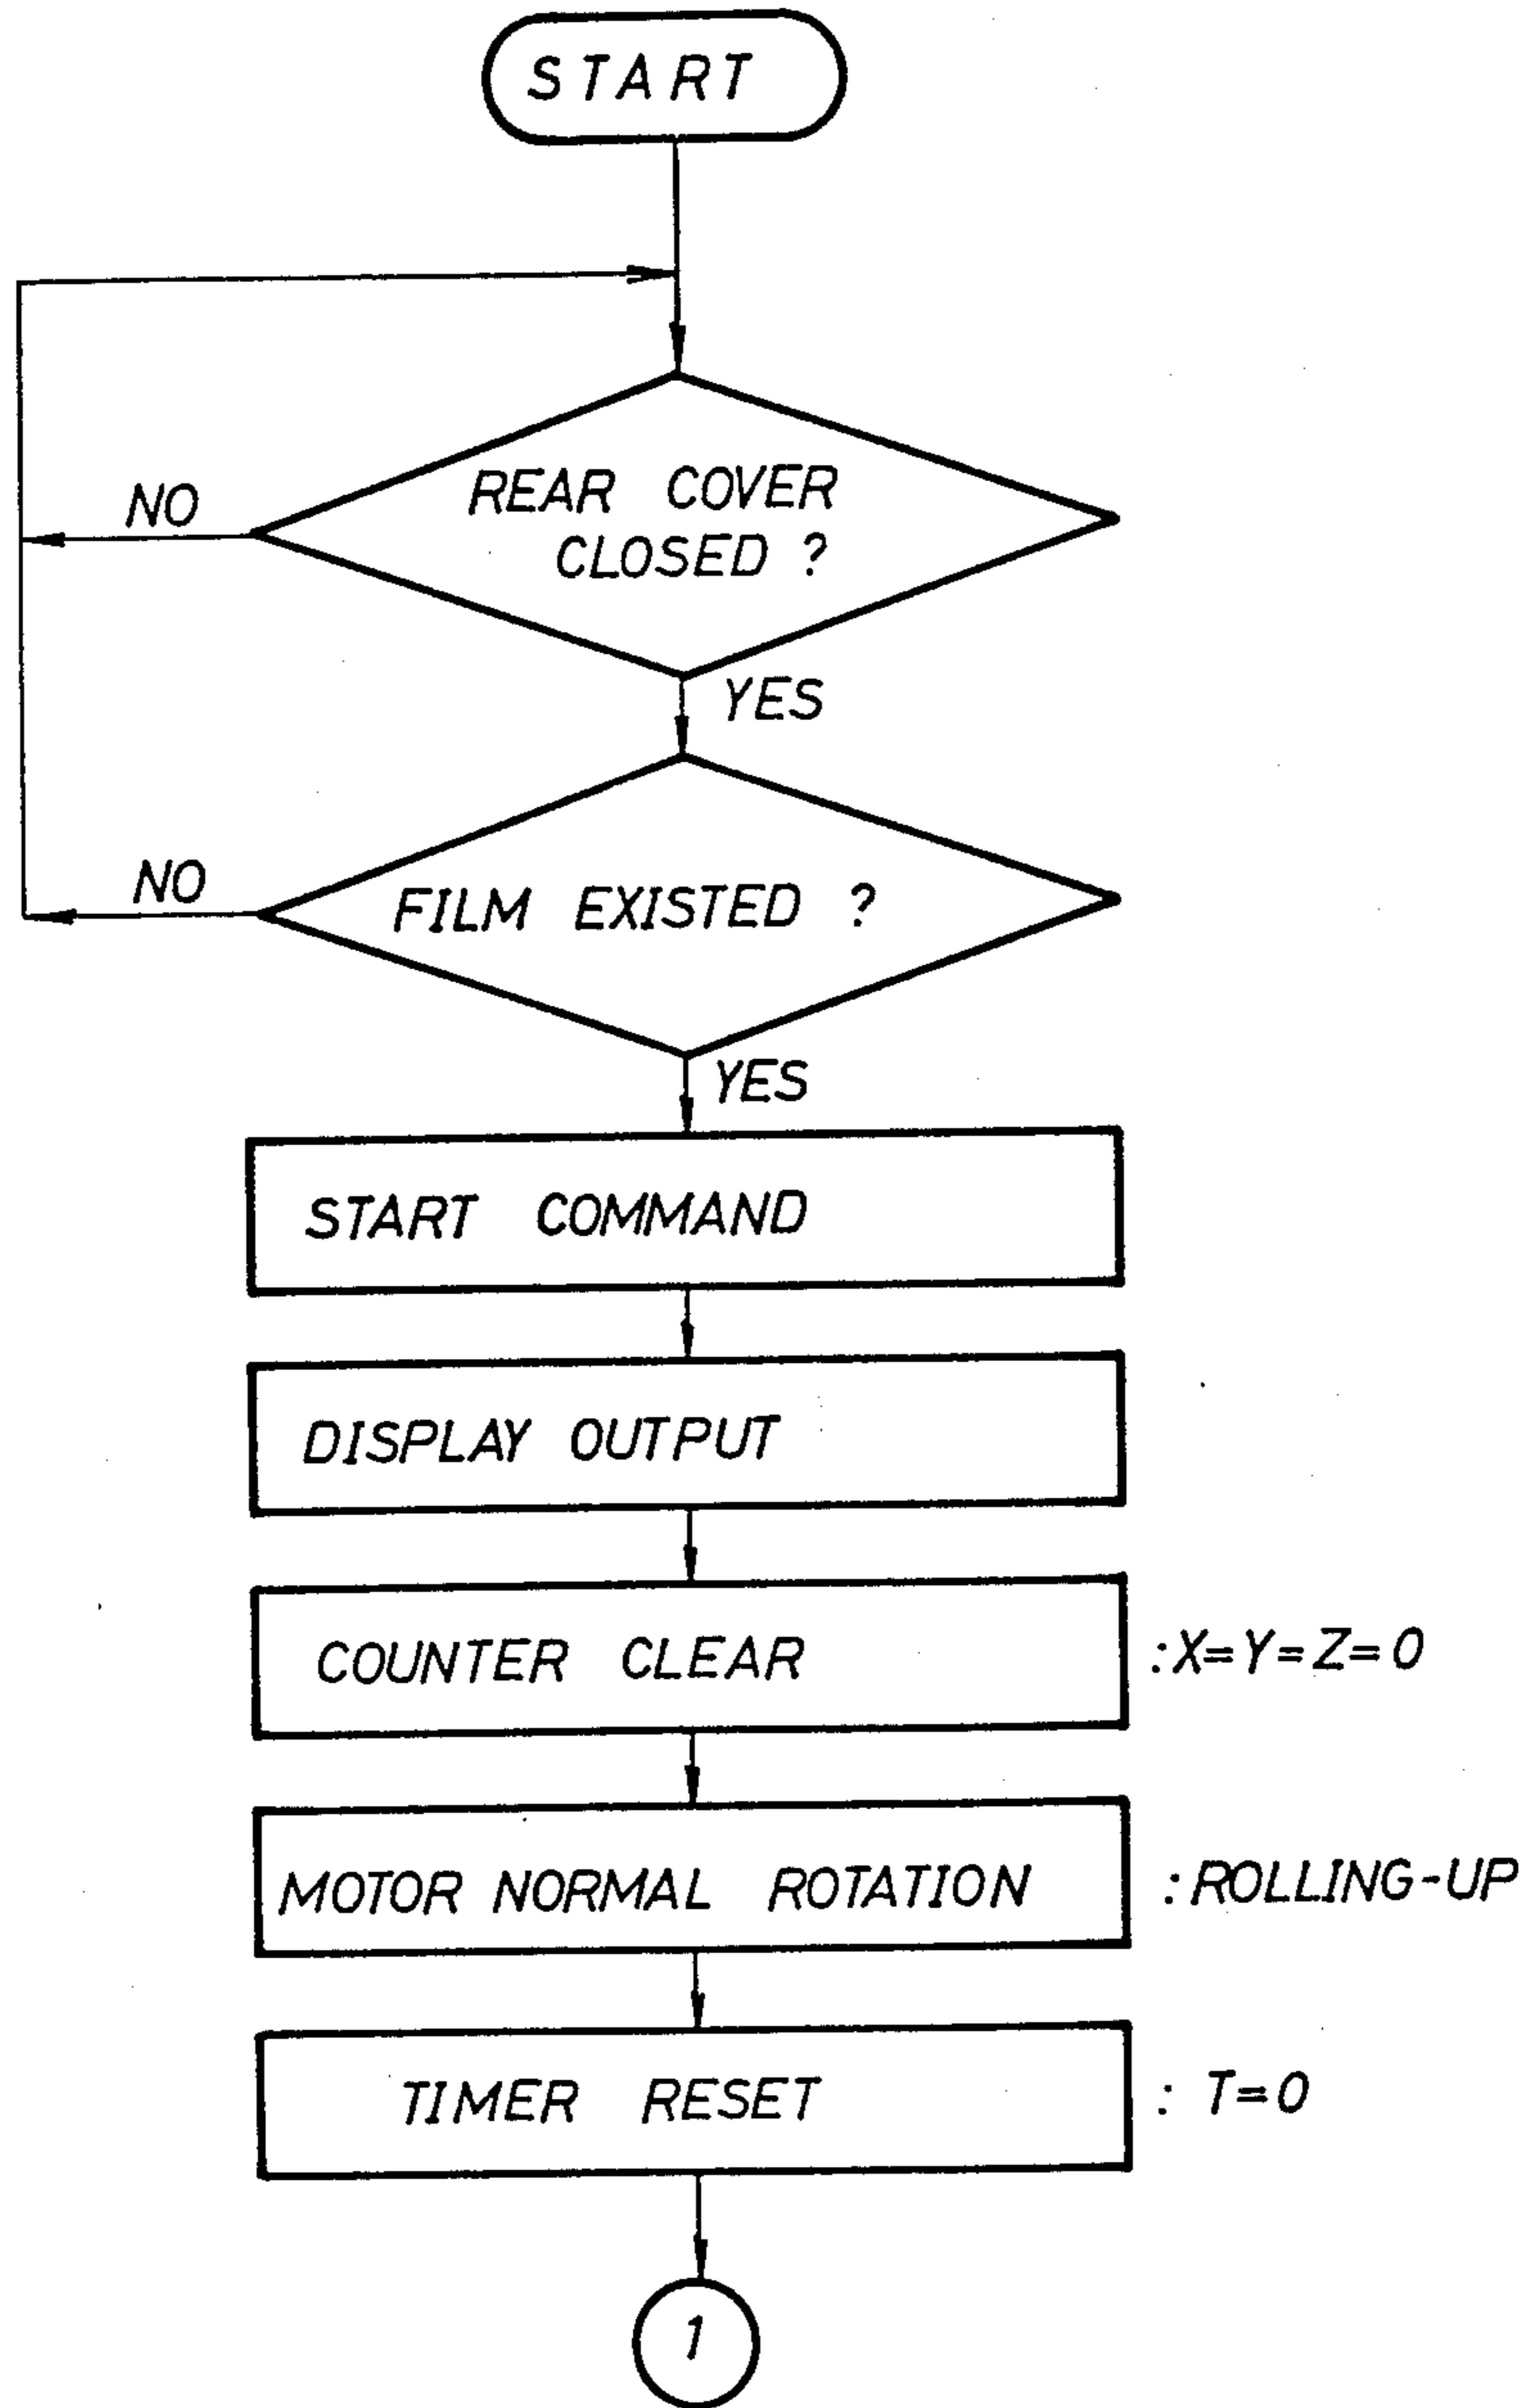 START
REAR COVER
CLOSED ?
NO
YES
FILM EXISTED ?
NO
YES
START COMMAND
DISPLAY OUTPUT
COUNTER CLEAR :X=Y=Z=0
MOTOR NORMAL ROTATION :ROLLING-UP
TIMER RESET : T=0
1